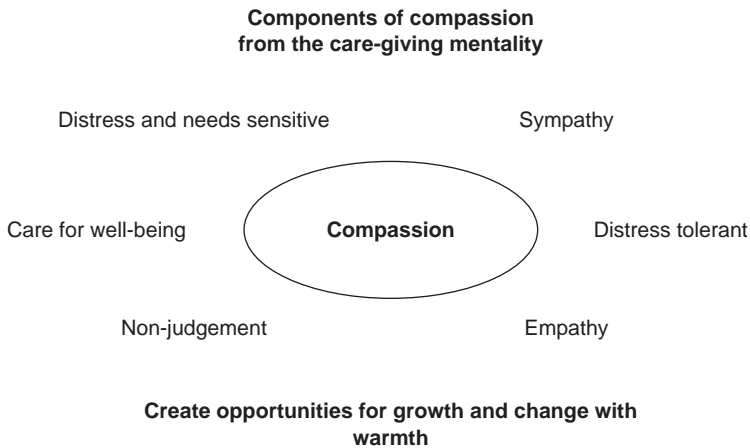 Components of compassion
from the care-giving mentality
Distress and needs sensitive
Sympathy
Care for well-being
Compassion
Distress tolerant
Non-judgement
Empathy
Create opportunities for growth and change with
warmth